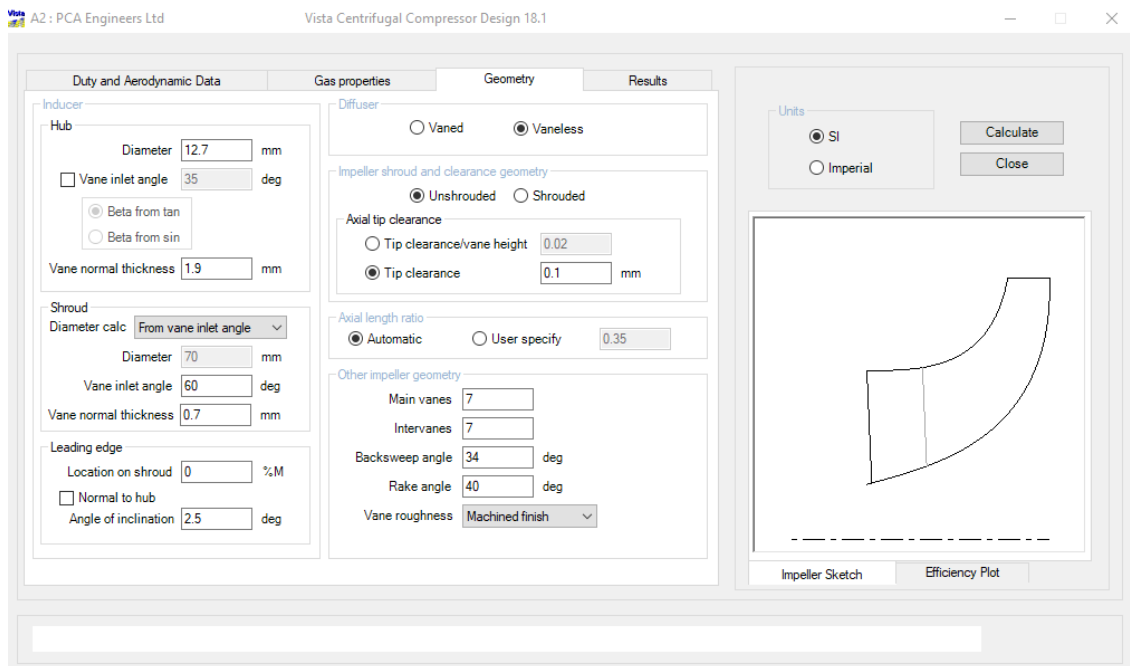 Vista
A2 : PCA Engineers Ltd
Vista Centrifugal Compressor Design 18.1
Duty and Aerodynamic Data
Gas properties
Geometry
Results
Inducer
Hub
Diameter 12.7 mm
Vane inlet angle 35 deg
Beta from tan
Beta from sin
Vane normal thickness 1.9 mm
Shroud
Diameter calc From vane inlet angle
Diameter 70 mm
Vane inlet angle 60 deg
Vane normal thickness 0.7 mm
Leading edge
Location on shroud 0 %M
Normal to hub
Angle of inclination 2.5 deg
Diffuser
Vaned Vaneless
Impeller shroud and clearance geometry
Unshrouded Shrouded
Axial tip clearance
Tip clearance/vane height 0.02
Tip clearance 0.1 mm
Axial length ratio
Automatic User specify 0.35
Other impeller geometry
Main vanes 7
Intervanes 7
Backsweep angle 34 deg
Rake angle 40 deg
Vane roughness Machined finish
Units
SI
Imperial
Calculate
Close
Impeller Sketch
Efficiency Plot